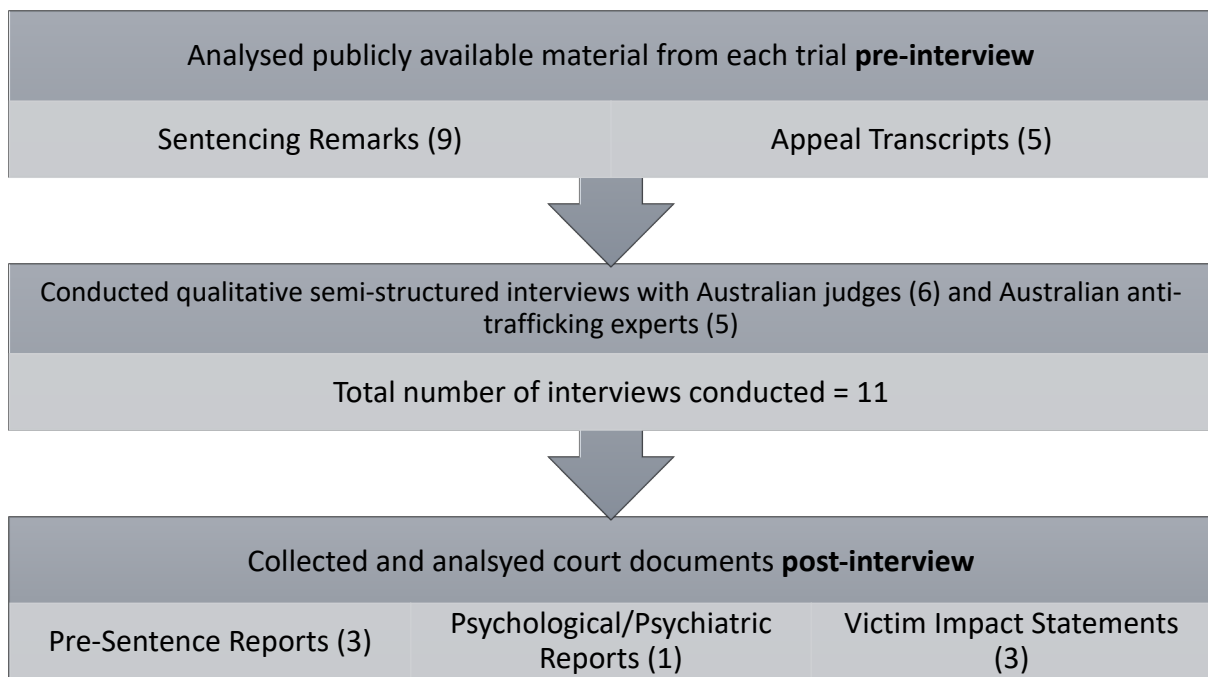 Analysed publicly available material from each trial pre-interview
Sentencing Remarks (9)
Appeal Transcripts (5)
Conducted qualitative semi-structured interviews with Australian judges (6) and Australian anti-
trafficking experts (5)
Total number of interviews conducted = 11
Collected and analsyed court documents post-interview
Pre-Sentence Reports (3)
Psychological/Psychiatric
Reports (1)
Victim Impact Statements
(3)